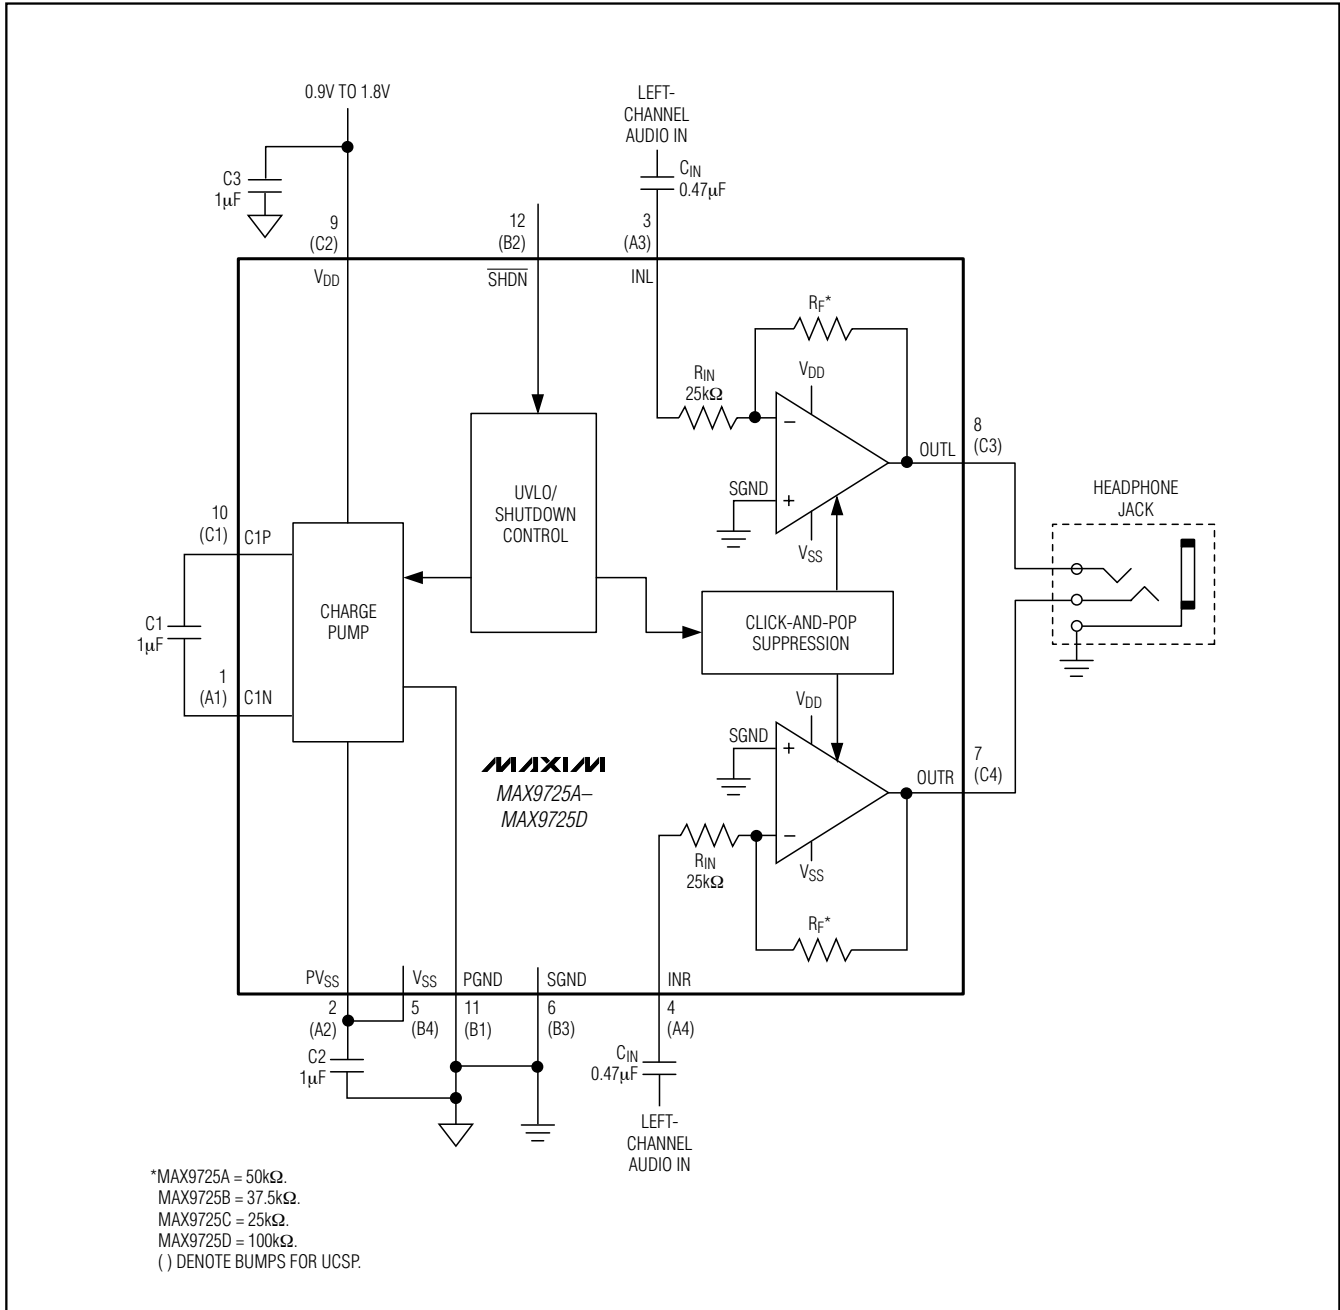 0.9V TO 1.8V
LEFT-
CHANNEL
AUDIO IN
C3
1μF
CIN
0.47μF
9
(C2)
12
(B2)
3
(A3)
VDD
SHDN
INL
RF*
RIN
25kΩ
VDD
−
8
(C3)
OUTL
UVLO/
SHUTDOWN
CONTROL
SGND
+
VSS
HEADPHONE
JACK
10
(C1)
C1P
CHARGE
PUMP
CLICK-AND-POP
SUPPRESSION
C1
1μF
1
(A1)
C1N
VDD
SGND
+
MAXIM
MAX9725A–
MAX9725D
7
(C4)
OUTR
−
RIN
25kΩ
VSS
RF*
PVSS
VSS
PGND
SGND
INR
2
(A2)
5
(B4)
11
(B1)
6
(B3)
4
(A4)
C2
1μF
CIN
0.47μF
LEFT-
CHANNEL
AUDIO IN
*MAX9725A = 50kΩ.
MAX9725B = 37.5kΩ.
MAX9725C = 25kΩ.
MAX9725D = 100kΩ.
( ) DENOTE BUMPS FOR UCSP.